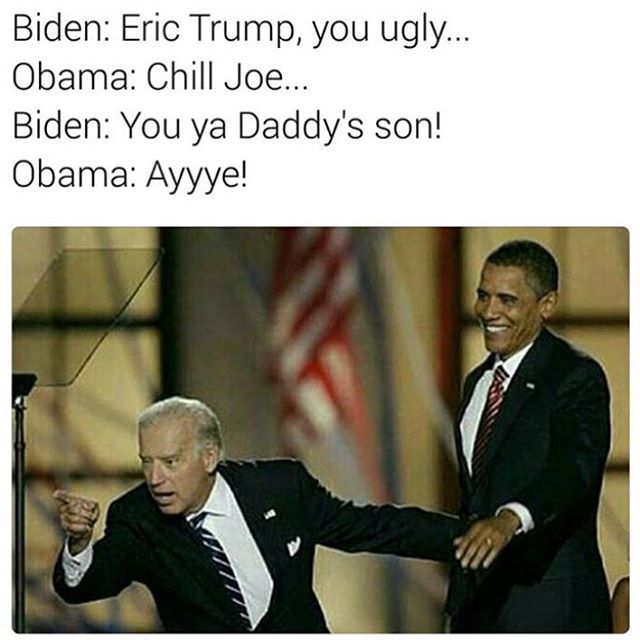 Biden: Eric Trump, you ugly...
Obama: Chill Joe...
Biden: You ya Daddy's son!
Obama: Ayyye!